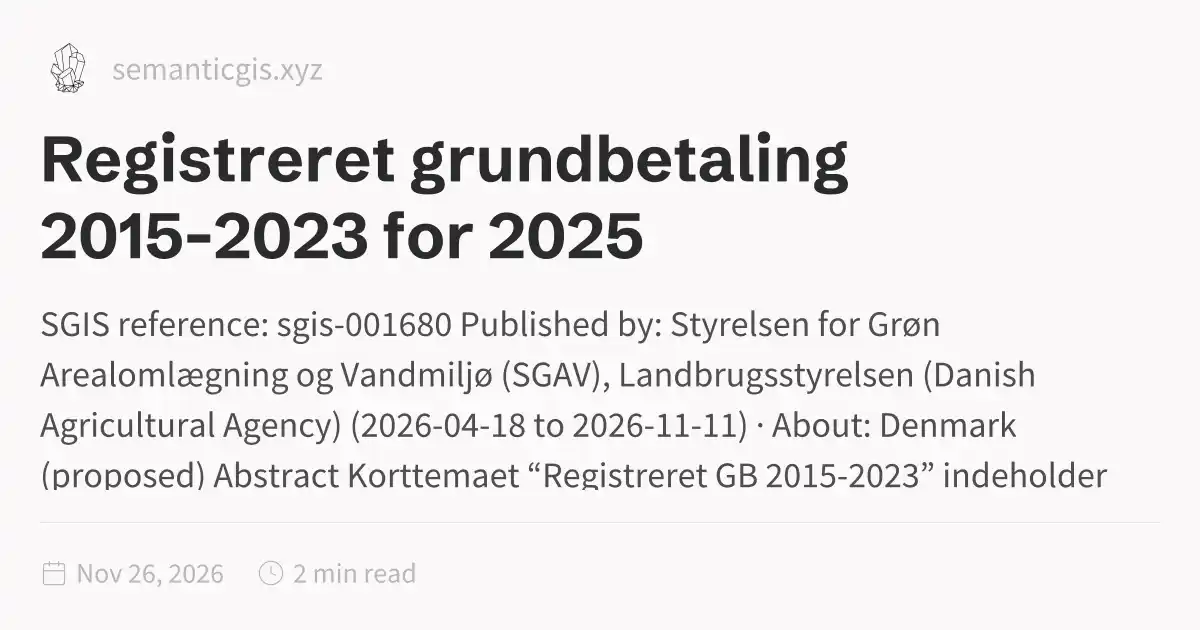 semanticgis.xyz
Registreret grundbetaling
2015-2023 for 2025
SGIS reference: sgis-001680 Published by: Styrelsen for Grøn
Arealomlægning og Vandmiljø (SGAV), Landbrugsstyrelsen (Danish
Agricultural Agency) (2026-04-18 to 2026-11-11) · About: Denmark
(proposed) Abstract Korttemaet “Registreret GB 2015-2023” indeholder
Nov 26, 2026
2 min read